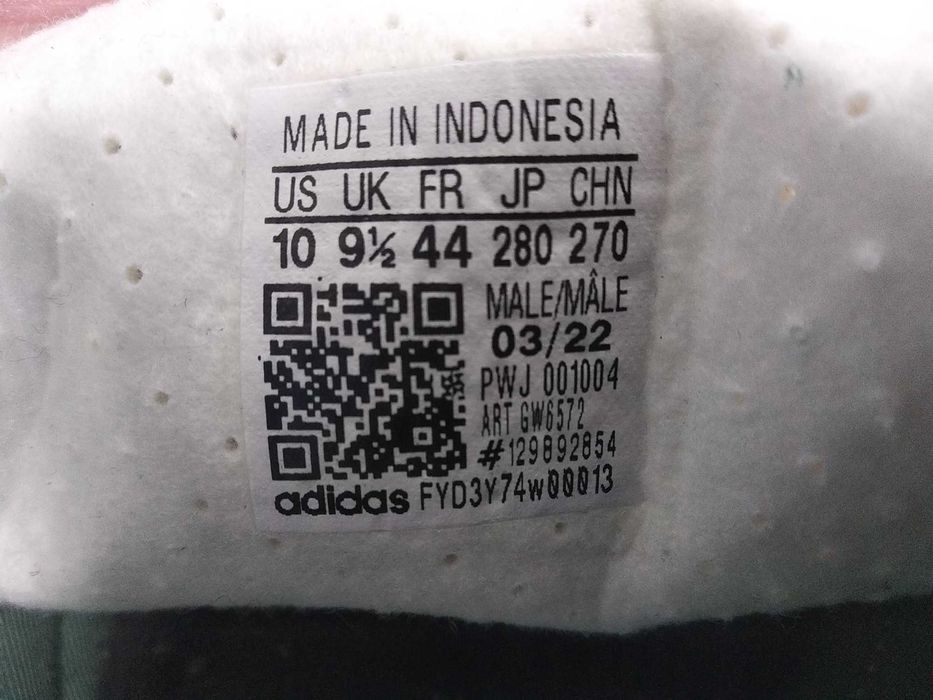 MADE IN INDONESIA
US UK FR JP CHN
10 9½ 44 280 270
MALE/MÂLE
03/22
PWJ 001004
ART GW6572
#129892854
adidas FYD3Y74w00013